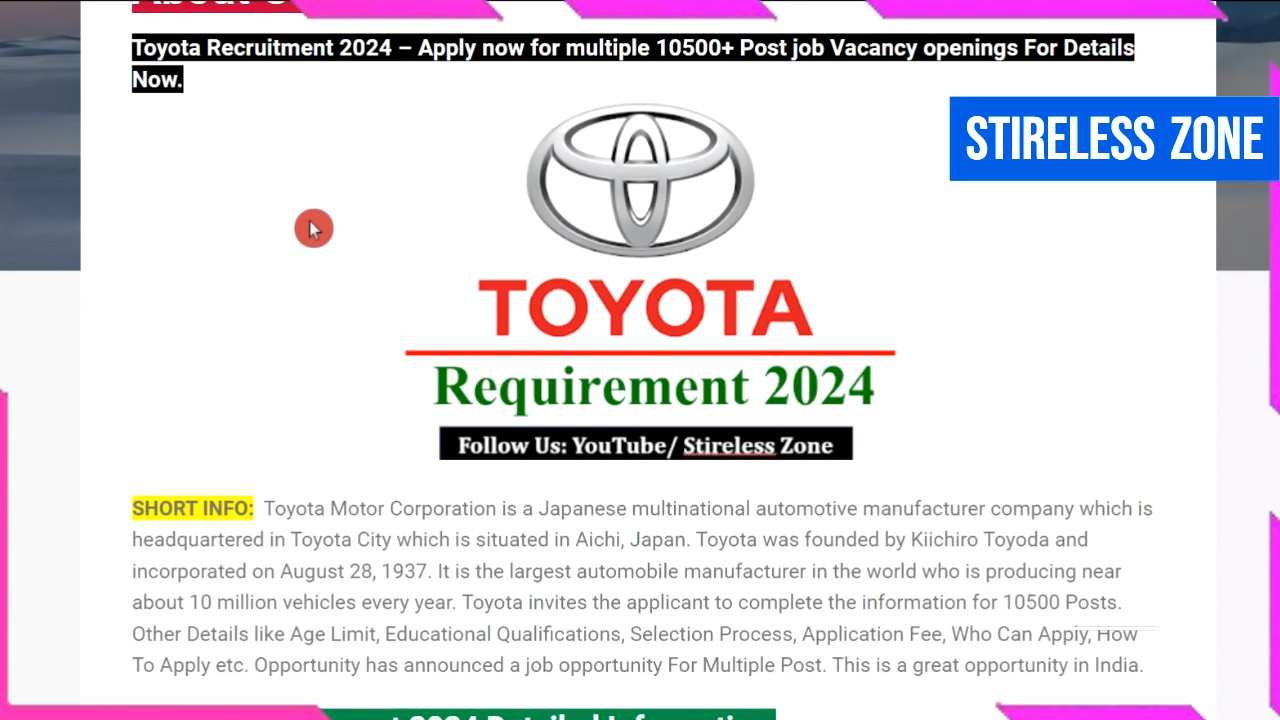 Toyota Recruitment 2024 – Apply now for multiple 10500+ Post job Vacancy openings For Details
Now.
STIRELESS ZONE
TOYOTA
Requirement 2024
Follow Us: YouTube/ Stireless Zone
SHORT INFO: Toyota Motor Corporation is a Japanese multinational automotive manufacturer company which is
headquartered in Toyota City which is situated in Aichi, Japan. Toyota was founded by Kiichiro Toyoda and
incorporated on August 28, 1937. It is the largest automobile manufacturer in the world who is producing near
about 10 million vehicles every year. Toyota invites the applicant to complete the information for 10500 Posts.
Other Details like Age Limit, Educational Qualifications, Selection Process, Application Fee, Who Can Apply, How
To Apply etc. Opportunity has announced a job opportunity For Multiple Post. This is a great opportunity in India.
2024 Detailed Information